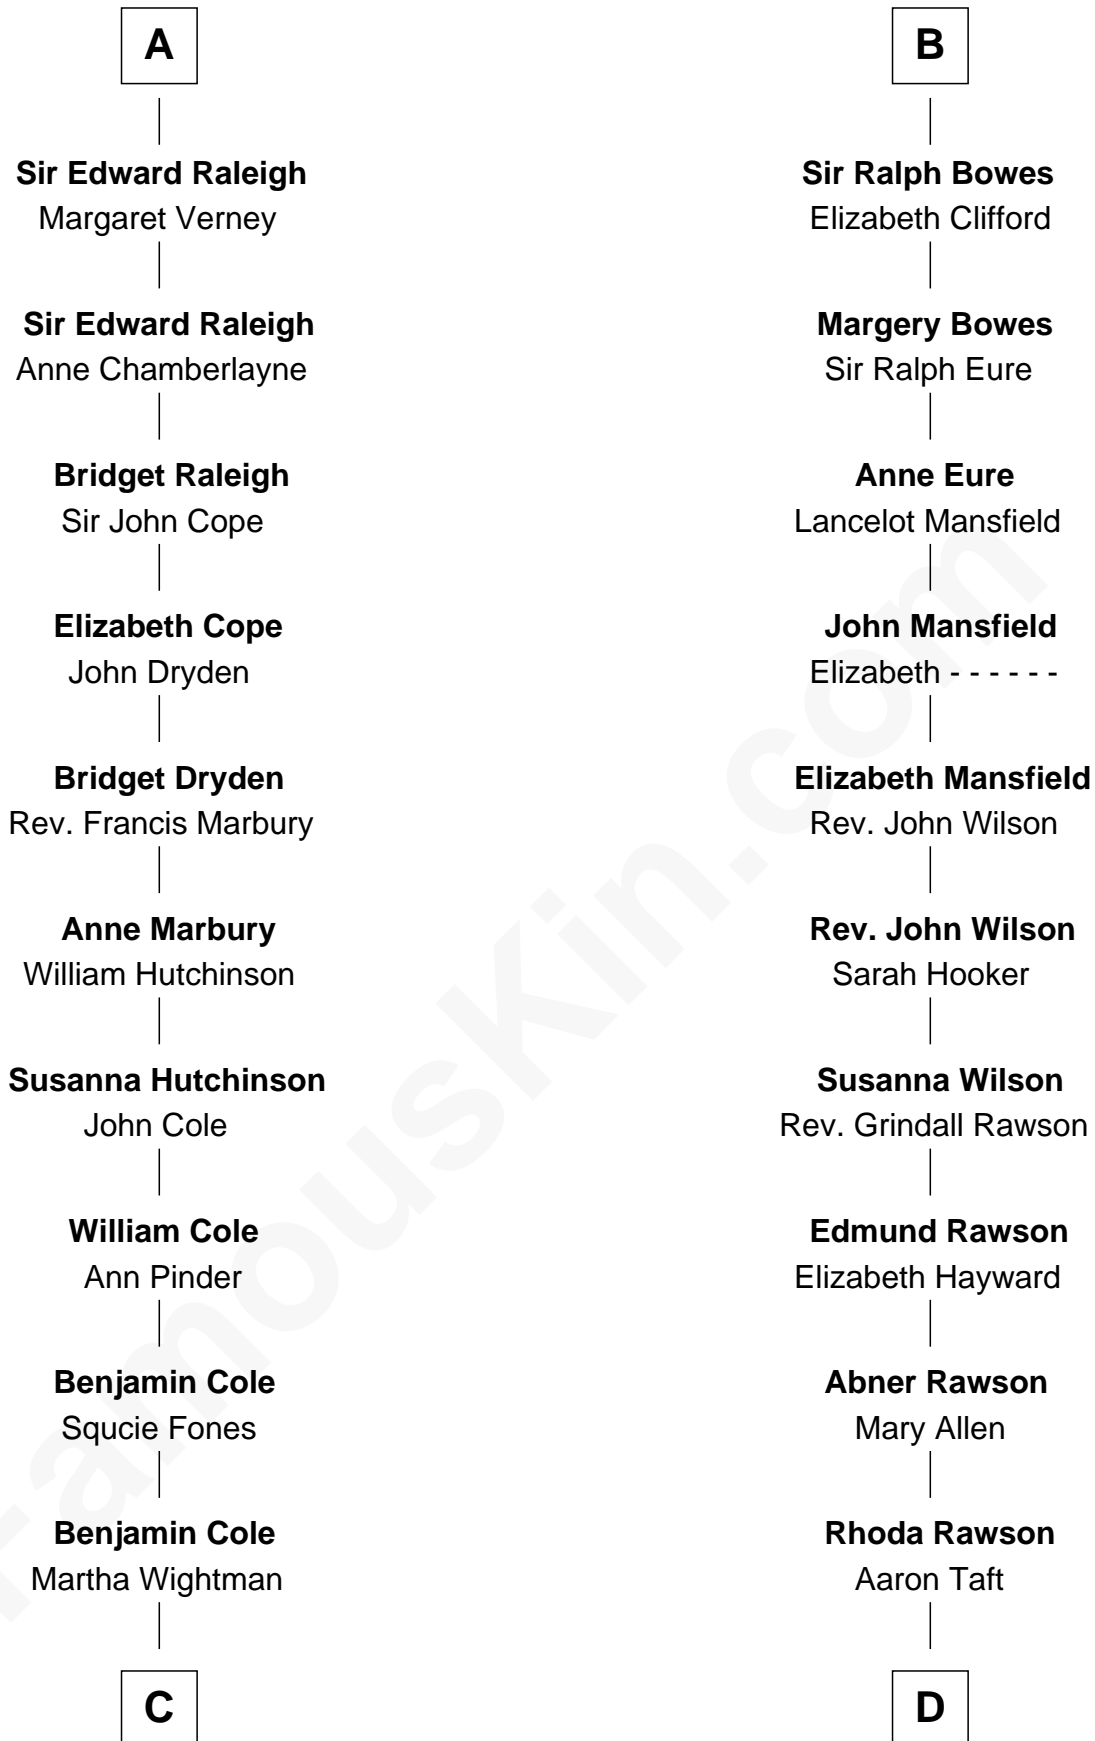 A
Sir Edward Raleigh
Margaret Verney
Sir Edward Raleigh
Anne Chamberlayne
Bridget Raleigh
Sir John Cope
Elizabeth Cope
John Dryden
Bridget Dryden
Rev. Francis Marbury
Anne Marbury
William Hutchinson
Susanna Hutchinson
John Cole
William Cole
Ann Pinder
Benjamin Cole
Squcie Fones
Benjamin Cole
Martha Wightman
C
B
Sir Ralph Bowes
Elizabeth Clifford
Margery Bowes
Sir Ralph Eure
Anne Eure
Lancelot Mansfield
John Mansfield
Elizabeth - - - - - -
Elizabeth Mansfield
Rev. John Wilson
Rev. John Wilson
Sarah Hooker
Susanna Wilson
Rev. Grindall Rawson
Edmund Rawson
Elizabeth Hayward
Abner Rawson
Mary Allen
Rhoda Rawson
Aaron Taft
D
FamousKin.com